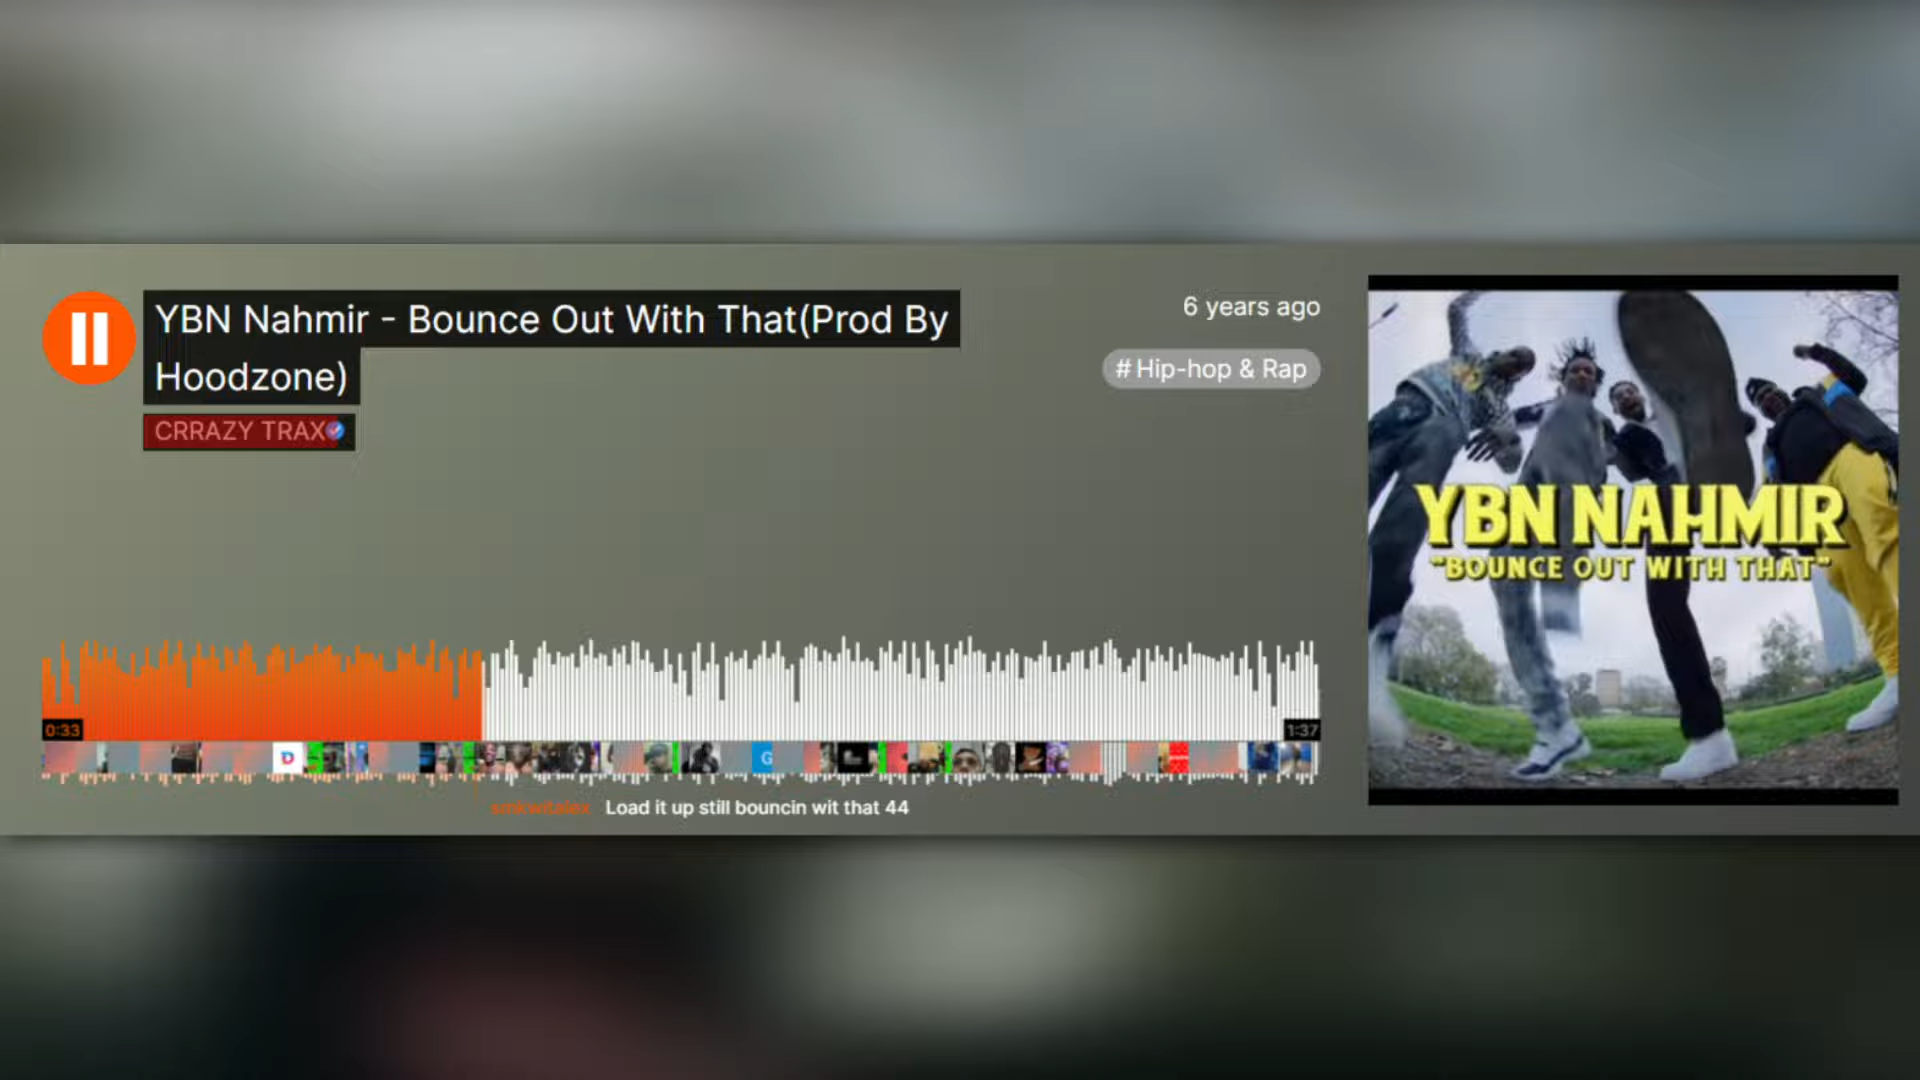 YBN Nahmir - Bounce Out With That(Prod By
Hoodzone)
CRRAZY TRAX
6 years ago
# Hip-hop & Rap
YBN NAHMIR
"BOUNCE OUT WITH THAT"
0:33
1:37
D
G
smkwitalex Load it up still bouncin wit that 44